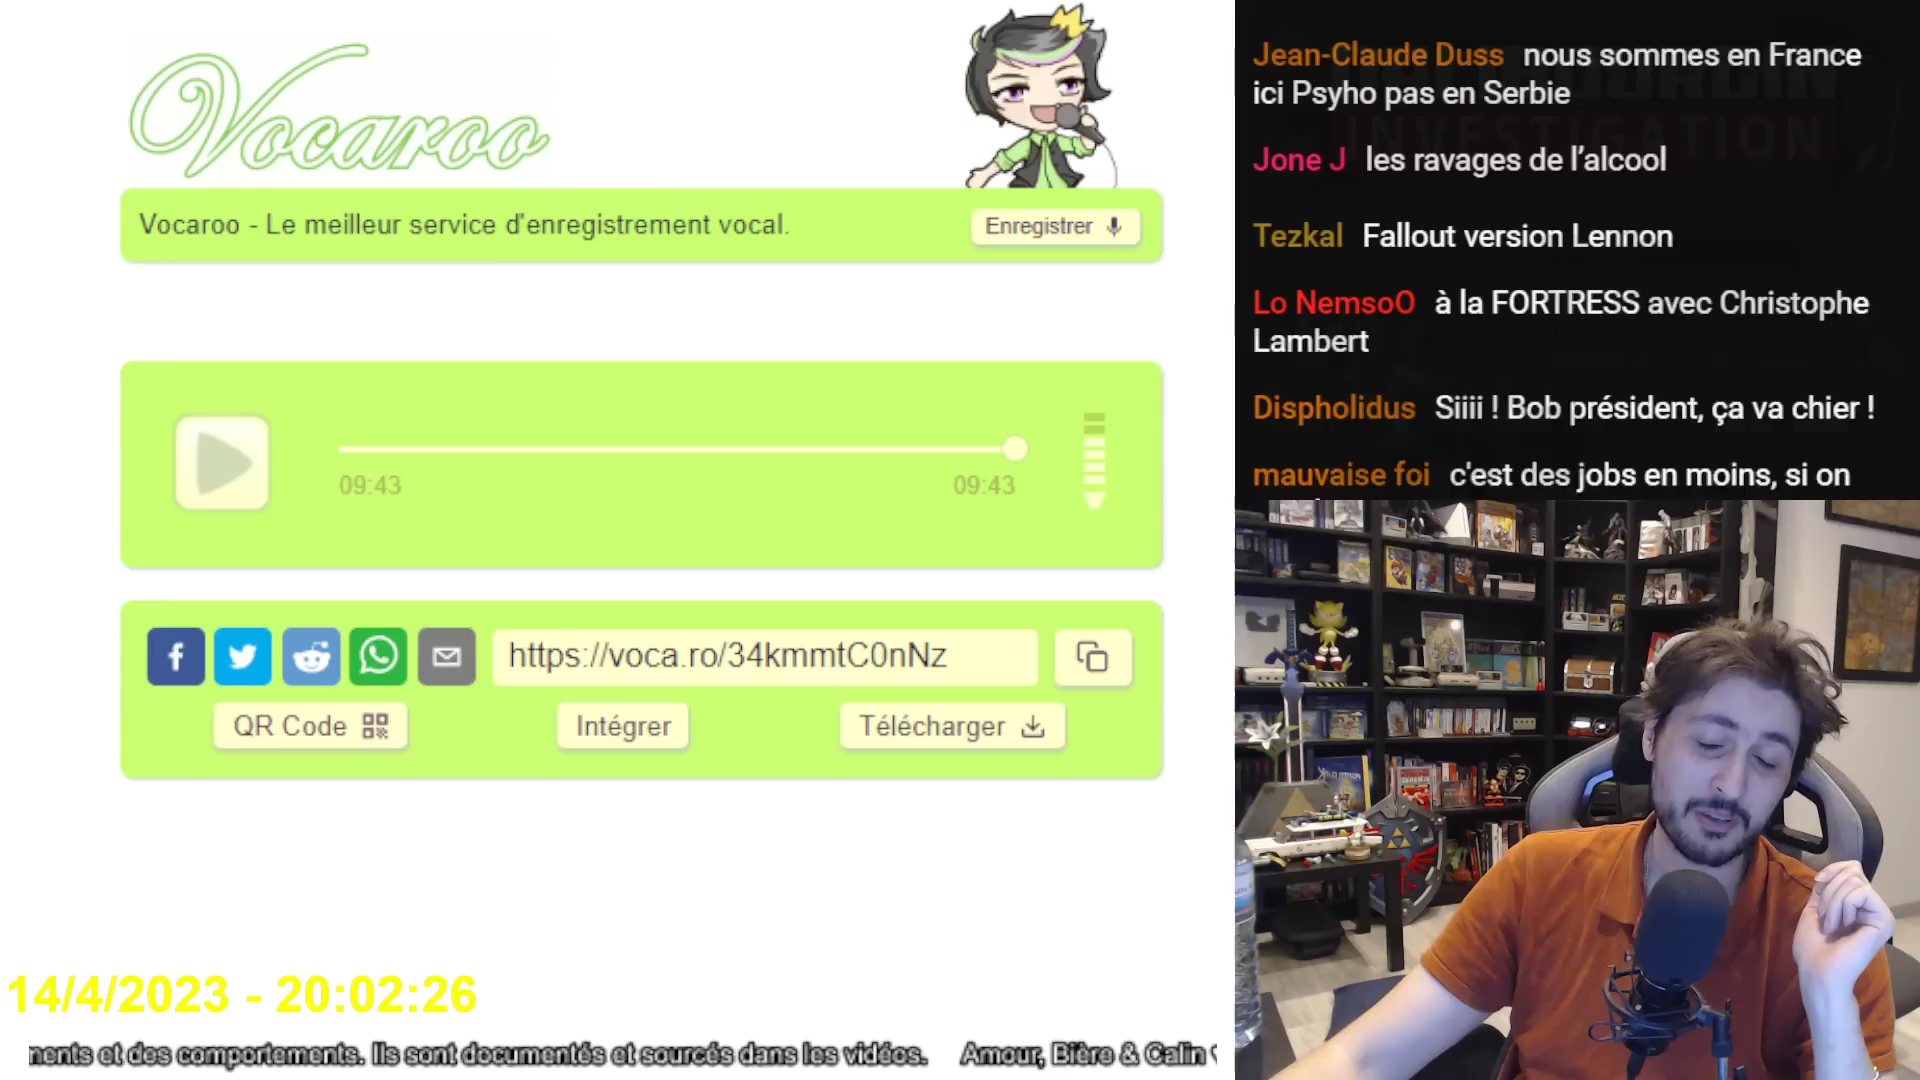 Vocaroo
Vocaroo - Le meilleur service d'enregistrement vocal.
Enregistrer
09:43
09:43
https://voca.ro/34kmmtC0nNz
QR Code
Intégrer
Télécharger
14/4/2023 - 20:02:26
nents et des comportements. Ils sont documentés et sourcés dans les vidéos. Amour, Bière & Calin
Jean-Claude Duss nous sommes en France
ici Psyho pas en Serbie
Jone J les ravages de l’alcool
Tezkal Fallout version Lennon
Lo NemsoO à la FORTRESS avec Christophe
Lambert
Dispholidus Siiii ! Bob président, ça va chier !
mauvaise foi c'est des jobs en moins, si on
INVESTIGATION